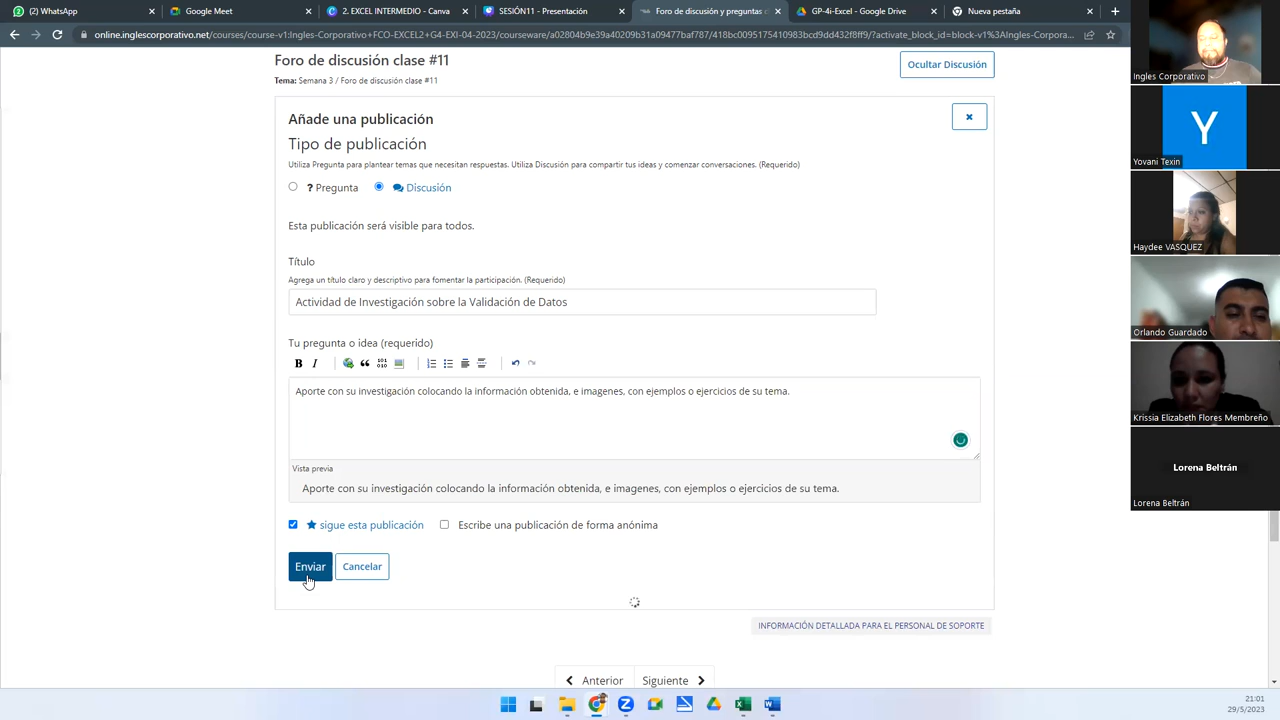 (2) WhatsApp
Google Meet
2. EXCEL INTERMEDIO - Canva
SESIÓN11 - Presentación
Foro de discusión y preguntas c
GP-4i-Excel - Google Drive
Nueva pestaña
online.inglescorporativo.net/courses/course-v1:Ingles-Corporativo+FCO-EXCEL2+G4-EXI-04-2023/courseware/a02804b9e39a40209b31a09477baf787/418bc0095175410983bcd9dd432f8ff9/?activate_block_id=block-v1%3AIngles-Corpora...
Foro de discusión clase #11
Ocultar Discusión
Tema: Semana 3 / Foro de discusión clase #11
Añade una publicación
Tipo de publicación
Utiliza Pregunta para plantear temas que necesitan respuestas. Utiliza Discusión para compartir tus ideas y comenzar conversaciones. (Requerido)
? Pregunta
Discusión
Esta publicación será visible para todos.
Título
Agrega un título claro y descriptivo para fomentar la participación. (Requerido)
Actividad de Investigación sobre la Validación de Datos
Tu pregunta o idea (requerido)
B I
Aporte con su investigación colocando la información obtenida, e imagenes, con ejemplos o ejercicios de su tema.
Vista previa
Aporte con su investigación colocando la información obtenida, e imagenes, con ejemplos o ejercicios de su tema.
sigue esta publicación
Escribe una publicación de forma anónima
Enviar
Cancelar
INFORMACIÓN DETALLADA PARA EL PERSONAL DE SOPORTE
Anterior
Siguiente
Ingles Corporativo
Y
Yovani Texin
Haydee VASQUEZ
Orlando Guardado
Krissia Elizabeth Flores Membreño
Lorena Beltrán
Lorena Beltrán
21:01
29/5/2023